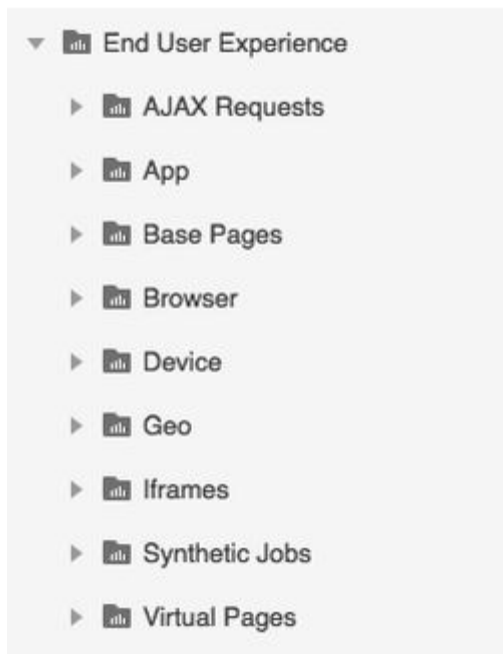 End User Experience
AJAX Requests
App
Base Pages
Browser
Device
Geo
Iframes
Synthetic Jobs
Virtual Pages